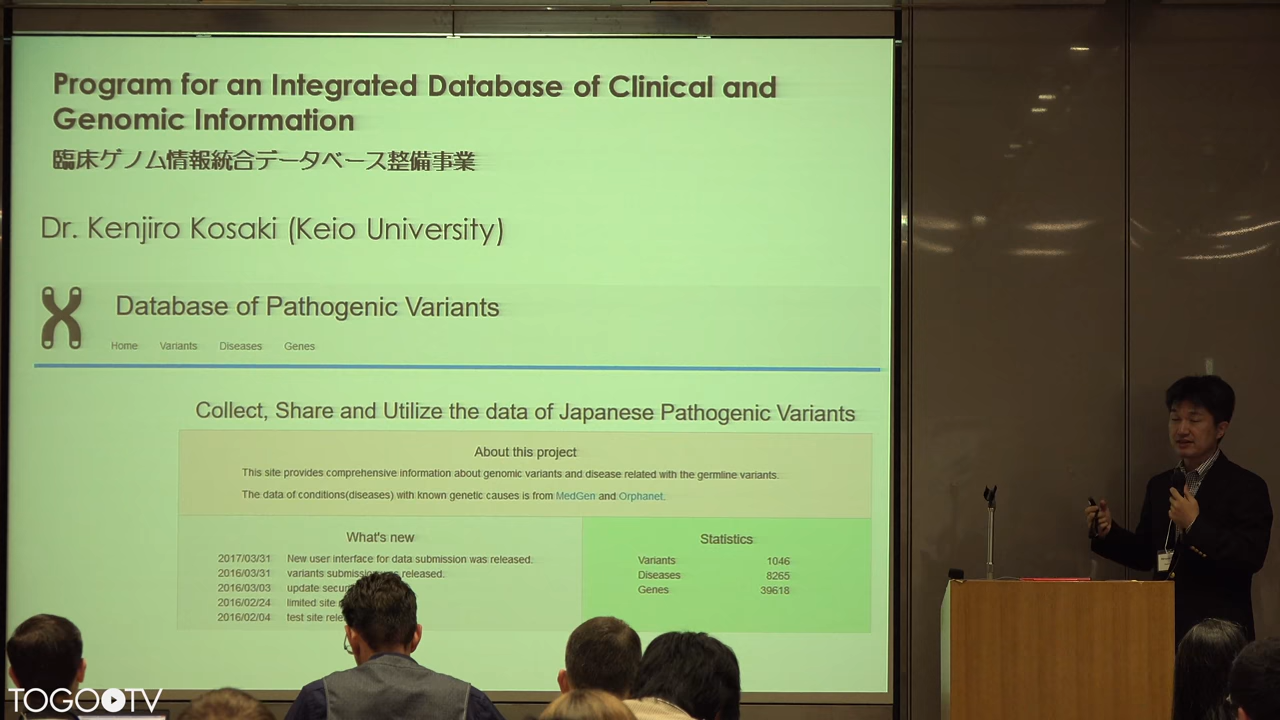 Program for an Integrated Database of Clinical and
Genomic Information
臨床ゲノム情報統合データベース整備事業
Dr. Kenjiro Kosaki (Keio University)
Database of Pathogenic Variants
Home Variants Diseases Genes
Collect, Share and Utilize the data of Japanese Pathogenic Variants
About this project
This site provides comprehensive information about genomic variants and disease related with the germline variants.
The data of conditions(diseases) with known genetic causes is from MedGen and Orphanet.
What's new
2017/03/31 New user interface for data submission was released.
2016/03/31 variants submission was released.
2016/03/03 update
2016/02/24 limited site
2016/02/04 test site
Statistics
Variants 1046
Diseases 8265
Genes 39618
TOGO TV